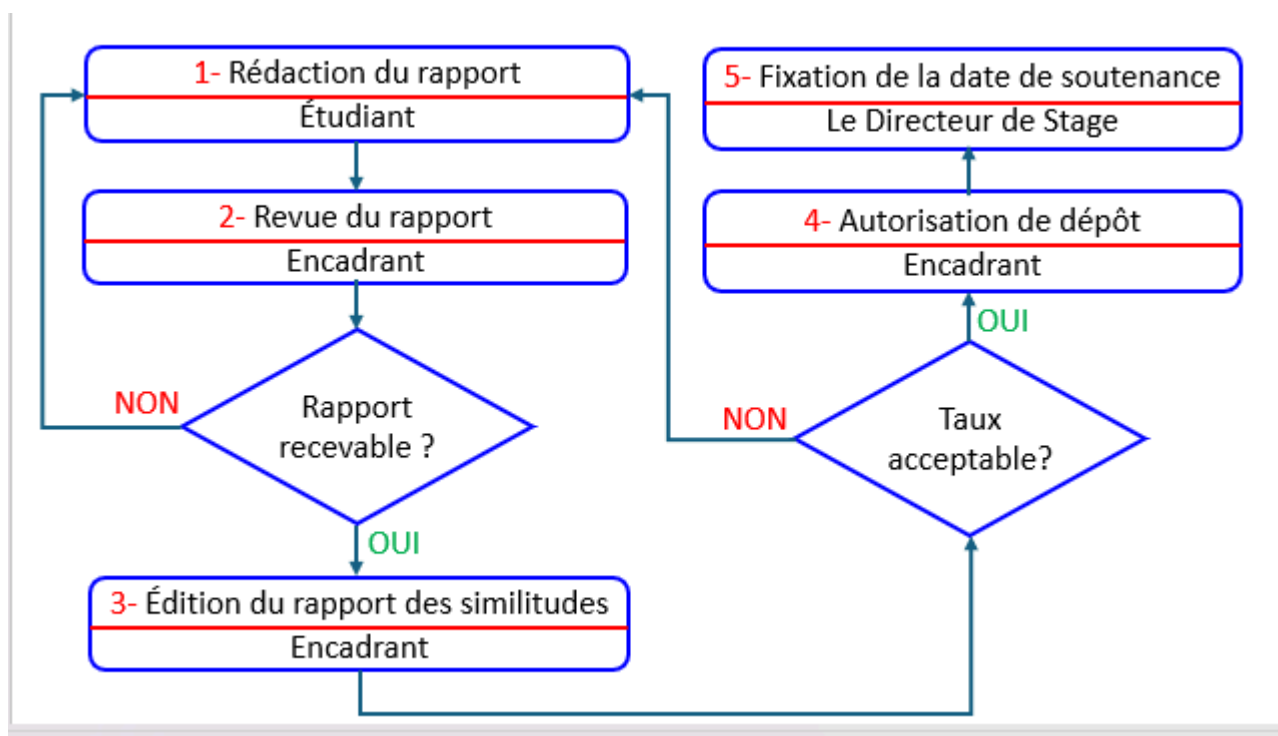 1- Rédaction du rapport
Étudiant
2- Revue du rapport
Encadrant
Rapport
recevable ?
NON
OUI
3- Édition du rapport des similitudes
Encadrant
Taux
acceptable?
NON
OUI
4- Autorisation de dépôt
Encadrant
5- Fixation de la date de soutenance
Le Directeur de Stage